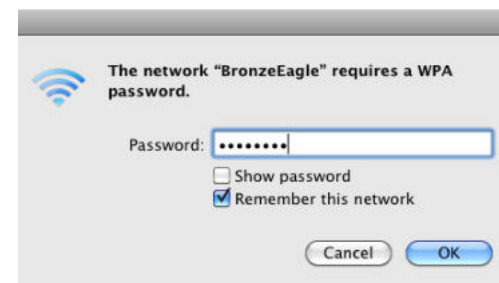 The network “BronzeEagle” requires a WPA
password.
Password: ••••••••
Show password
Remember this network
Cancel OK